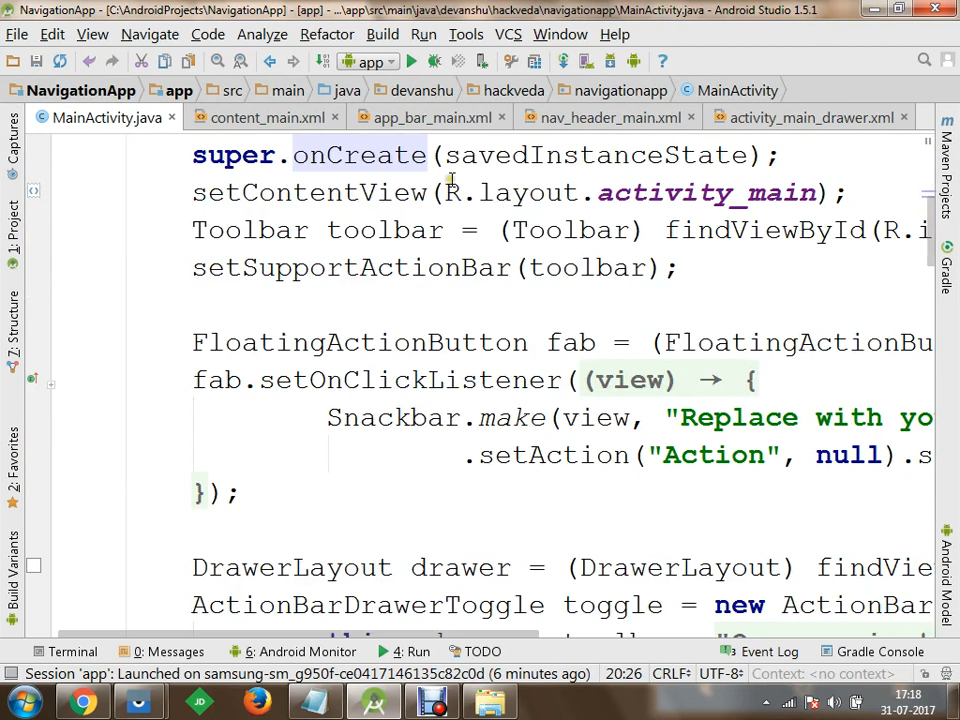 NavigationApp - [C:\AndroidProjects\NavigationApp] - [app] - ...\app\src\main\java\devanshu\hackveda\navigationapp\MainActivity.java - Android Studio 1.5.1
File Edit View Navigate Code Analyze Refactor Build Run Tools VCS Window Help
app
NavigationApp app src main java devanshu hackveda navigationapp MainActivity
MainActivity.java content_main.xml app_bar_main.xml nav_header_main.xml activity_main_drawer.xml
super.onCreate(savedInstanceState);
setContentView(R.layout.activity_main);
Toolbar toolbar = (Toolbar) findViewById(R.i
setSupportActionBar(toolbar);
FloatingActionButton fab = (FloatingActionBu
fab.setOnClickListener((view) → {
Snackbar.make(view, "Replace with yo
.setAction("Action", null).s
});
DrawerLayout drawer = (DrawerLayout) findVie
ActionBarDrawerToggle toggle = new ActionBar
Captures
1: Project
7: Structure
2: Favorites
Build Variants
Maven Projects
Gradle
Android Model
Terminal 0: Messages 6: Android Monitor 4: Run TODO Event Log Gradle Console
Session 'app': Launched on samsung-sm_g950f-ce0417146135c82c0d (6 minutes ago) 20:26 CRLF UTF-8 Context: <no context>
JD
17:18
31-07-2017